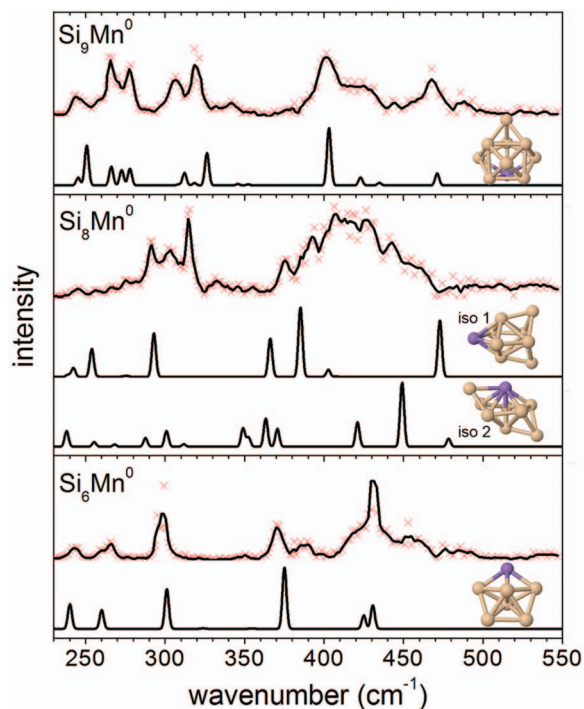 Si₉Mn⁰
Si₈Mn⁰
iso 1
iso 2
Si₆Mn⁰
intensity
250 300 350 400 450 500 550
wavenumber (cm⁻¹)